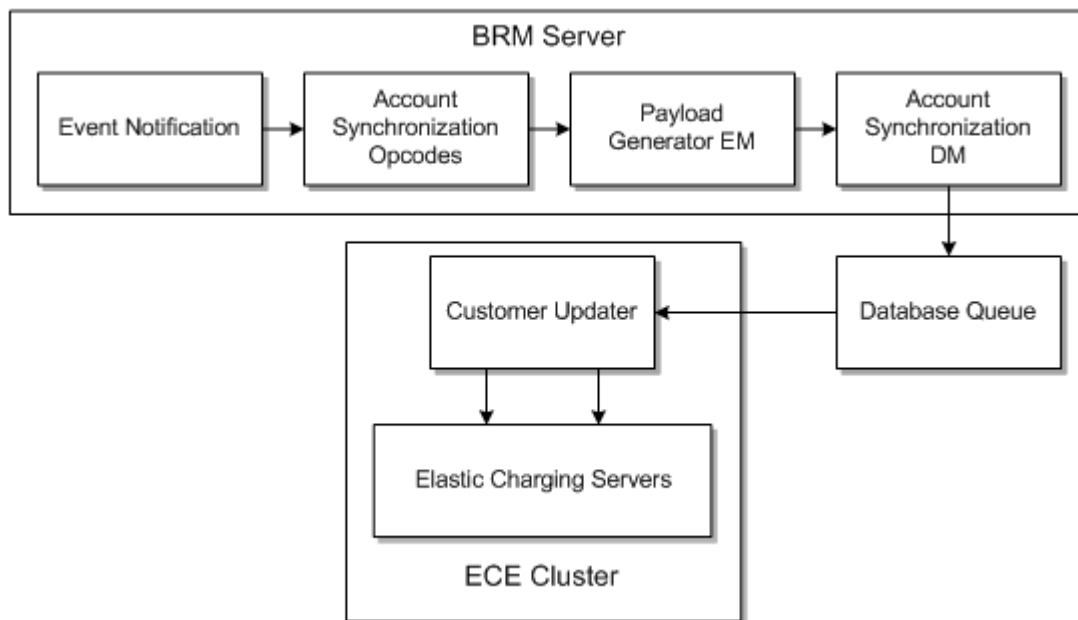 BRM Server
Event Notification
Account
Synchronization
Opcodes
Payload
Generator EM
Account
Synchronization
DM
Customer Updater
Database Queue
Elastic Charging Servers
ECE Cluster